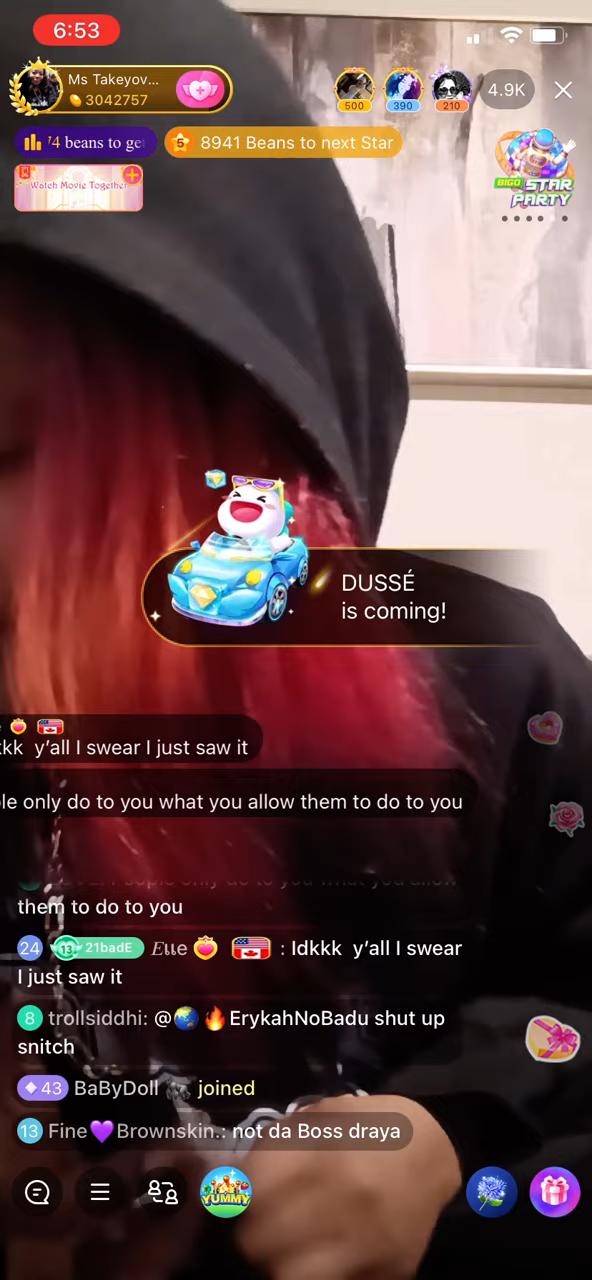 6:53
Ms Takeyov...
3042757
500
390
210
4.9K
74 beans to ge
5 8941 Beans to next Star
Watch Movie Together
BIGO STAR
PARTY
DUSSÉ
is coming!
kk y'all I swear I just saw it
le only do to you what you allow them to do to you
them to do to you
24 13 21badE Elle : Idkkk y'all I swear
I just saw it
8 trollsiddhi: @🌏🔥ErykahNoBadu shut up
snitch
43 BaByDoll joined
13 Fine💜Brownskin.: not da Boss draya
YUMMY